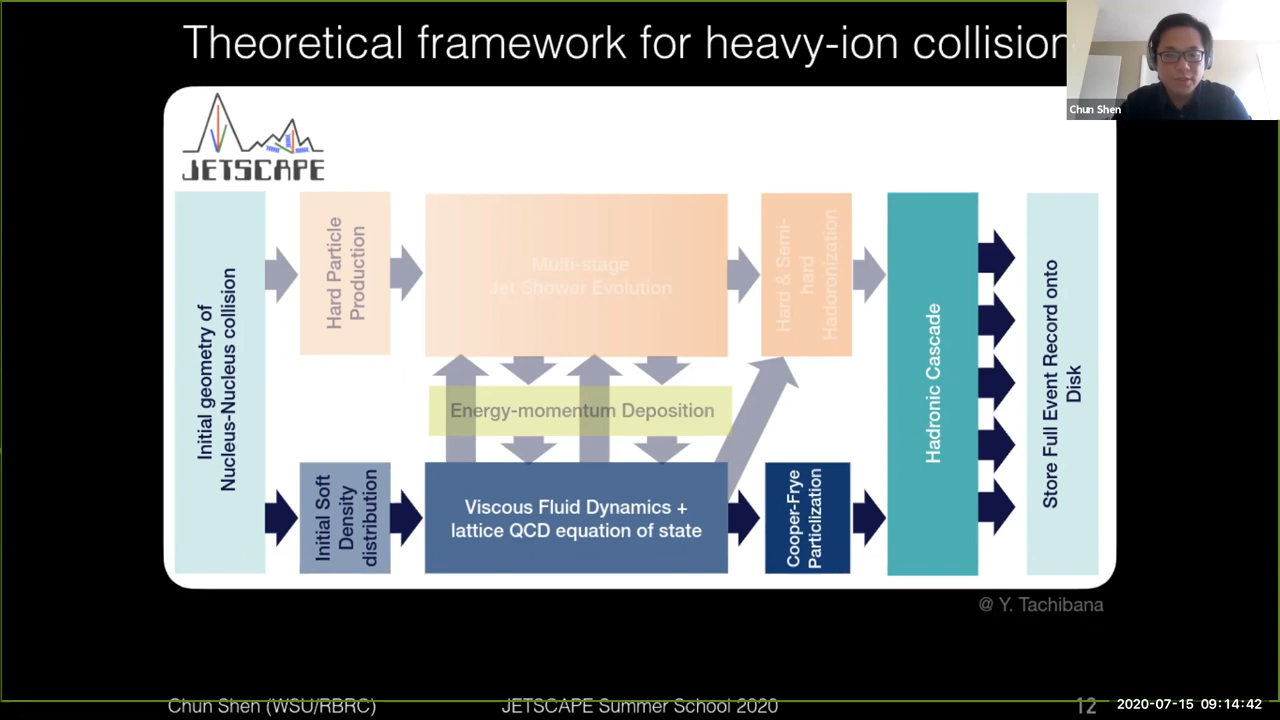 Theoretical framework for heavy-ion collision
Chun Shen
JETSCAPE
Initial geometry of
Nucleus-Nucleus collision
Hard Particle
Production
Multi-stage
Jet Shower Evolution
Hard & Semi-
hard
Hadoronization
Energy-momentum Deposition
Initial Soft
Density
distribution
Viscous Fluid Dynamics +
lattice QCD equation of state
Cooper-Frye
Particlization
Hadronic Cascade
Store Full Event Record onto
Disk
@ Y. Tachibana
Chun Shen (WSU/RBRC)
JETSCAPE Summer School 2020
12
2020-07-15 09:14:42